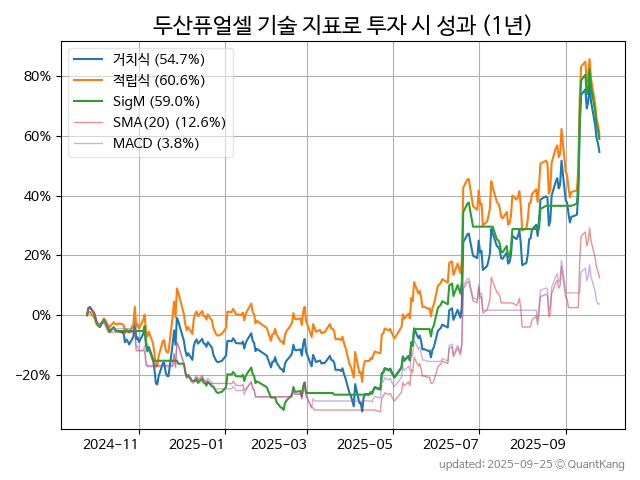 두산퓨얼셀 기술 지표로 투자 시 성과 (1년)
거치식 (54.7%)
적립식 (60.6%)
SigM (59.0%)
SMA(20) (12.6%)
MACD (3.8%)
80%
60%
40%
20%
0%
−20%
2024-11 2025-01 2025-03 2025-05 2025-07 2025-09
updated: 2025-09-25 © QuantKang